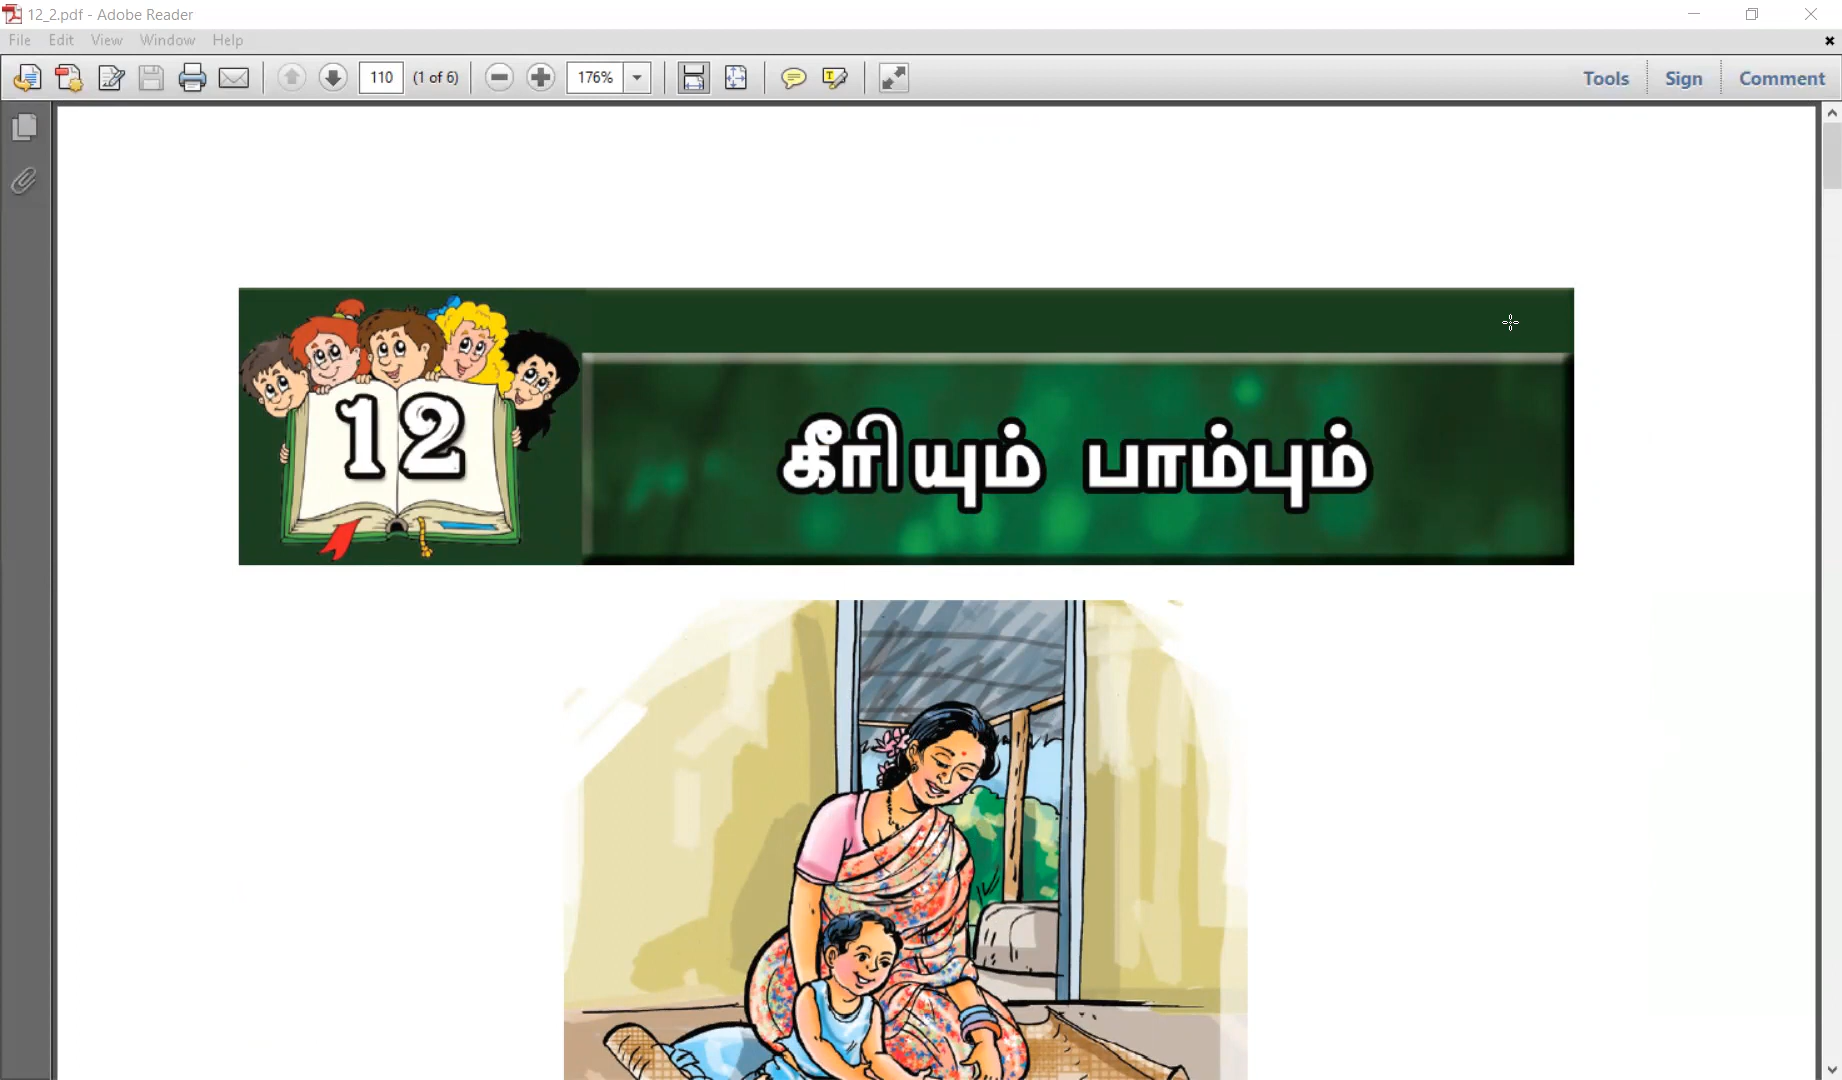 12_2.pdf - Adobe Reader
File Edit View Window Help
110 (1 of 6) 176% Tools Sign Comment
12
கீரியும் பாம்பும்